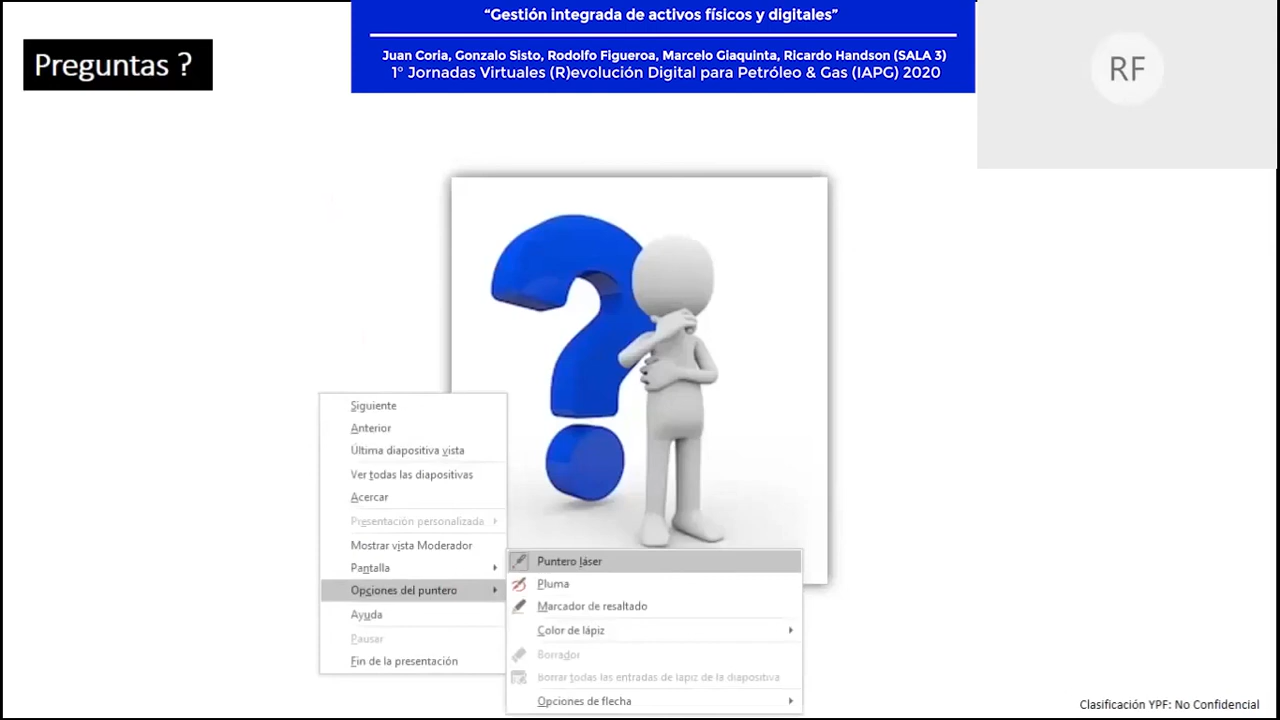 “Gestión integrada de activos físicos y digitales”
Juan Coria, Gonzalo Sisto, Rodolfo Figueroa, Marcelo Giaquinta, Ricardo Handson (SALA 3)
1° Jornadas Virtuales (R)evolución Digital para Petróleo & Gas (IAPG) 2020
Preguntas ?
RF
Siguiente
Anterior
Última diapositiva vista
Ver todas las diapositivas
Acercar
Presentación personalizada
Mostrar vista Moderador
Pantalla
Opciones del puntero
Ayuda
Pausar
Fin de la presentación
Puntero láser
Pluma
Marcador de resaltado
Color de lápiz
Borrador
Borrar todas las entradas de lápiz de la diapositiva
Opciones de flecha
Clasificación YPF: No Confidencial